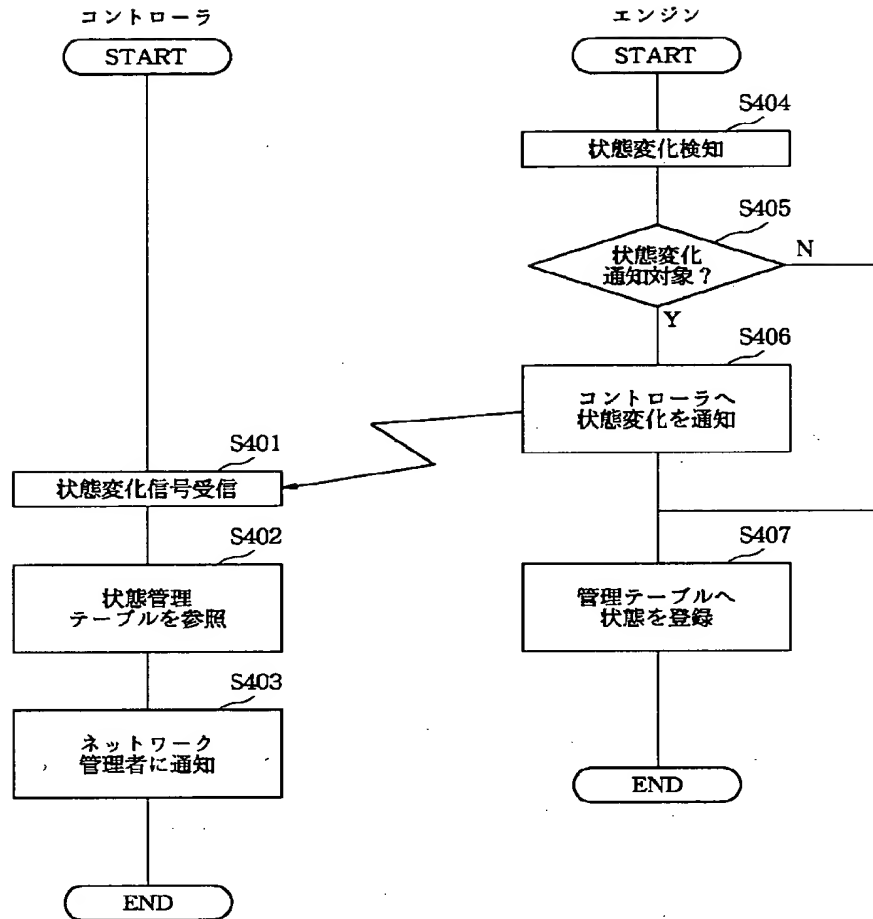 コントローラ
START
S401
状態変化信号受信
S402
状態管理
テーブルを参照
S403
ネットワーク
管理者に通知
END
エンジン
START
S404
状態変化検知
S405
状態変化
通知対象？
N
Y
S406
コントローラへ
状態変化を通知
S407
管理テーブルへ
状態を登録
END